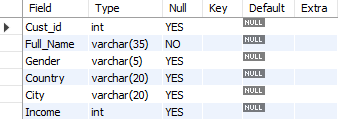 Field Type Null Key Default Extra
Cust_id int YES NULL
Full_Name varchar(35) NO NULL
Gender varchar(5) YES NULL
Country varchar(20) YES NULL
City varchar(20) YES NULL
Income int YES NULL